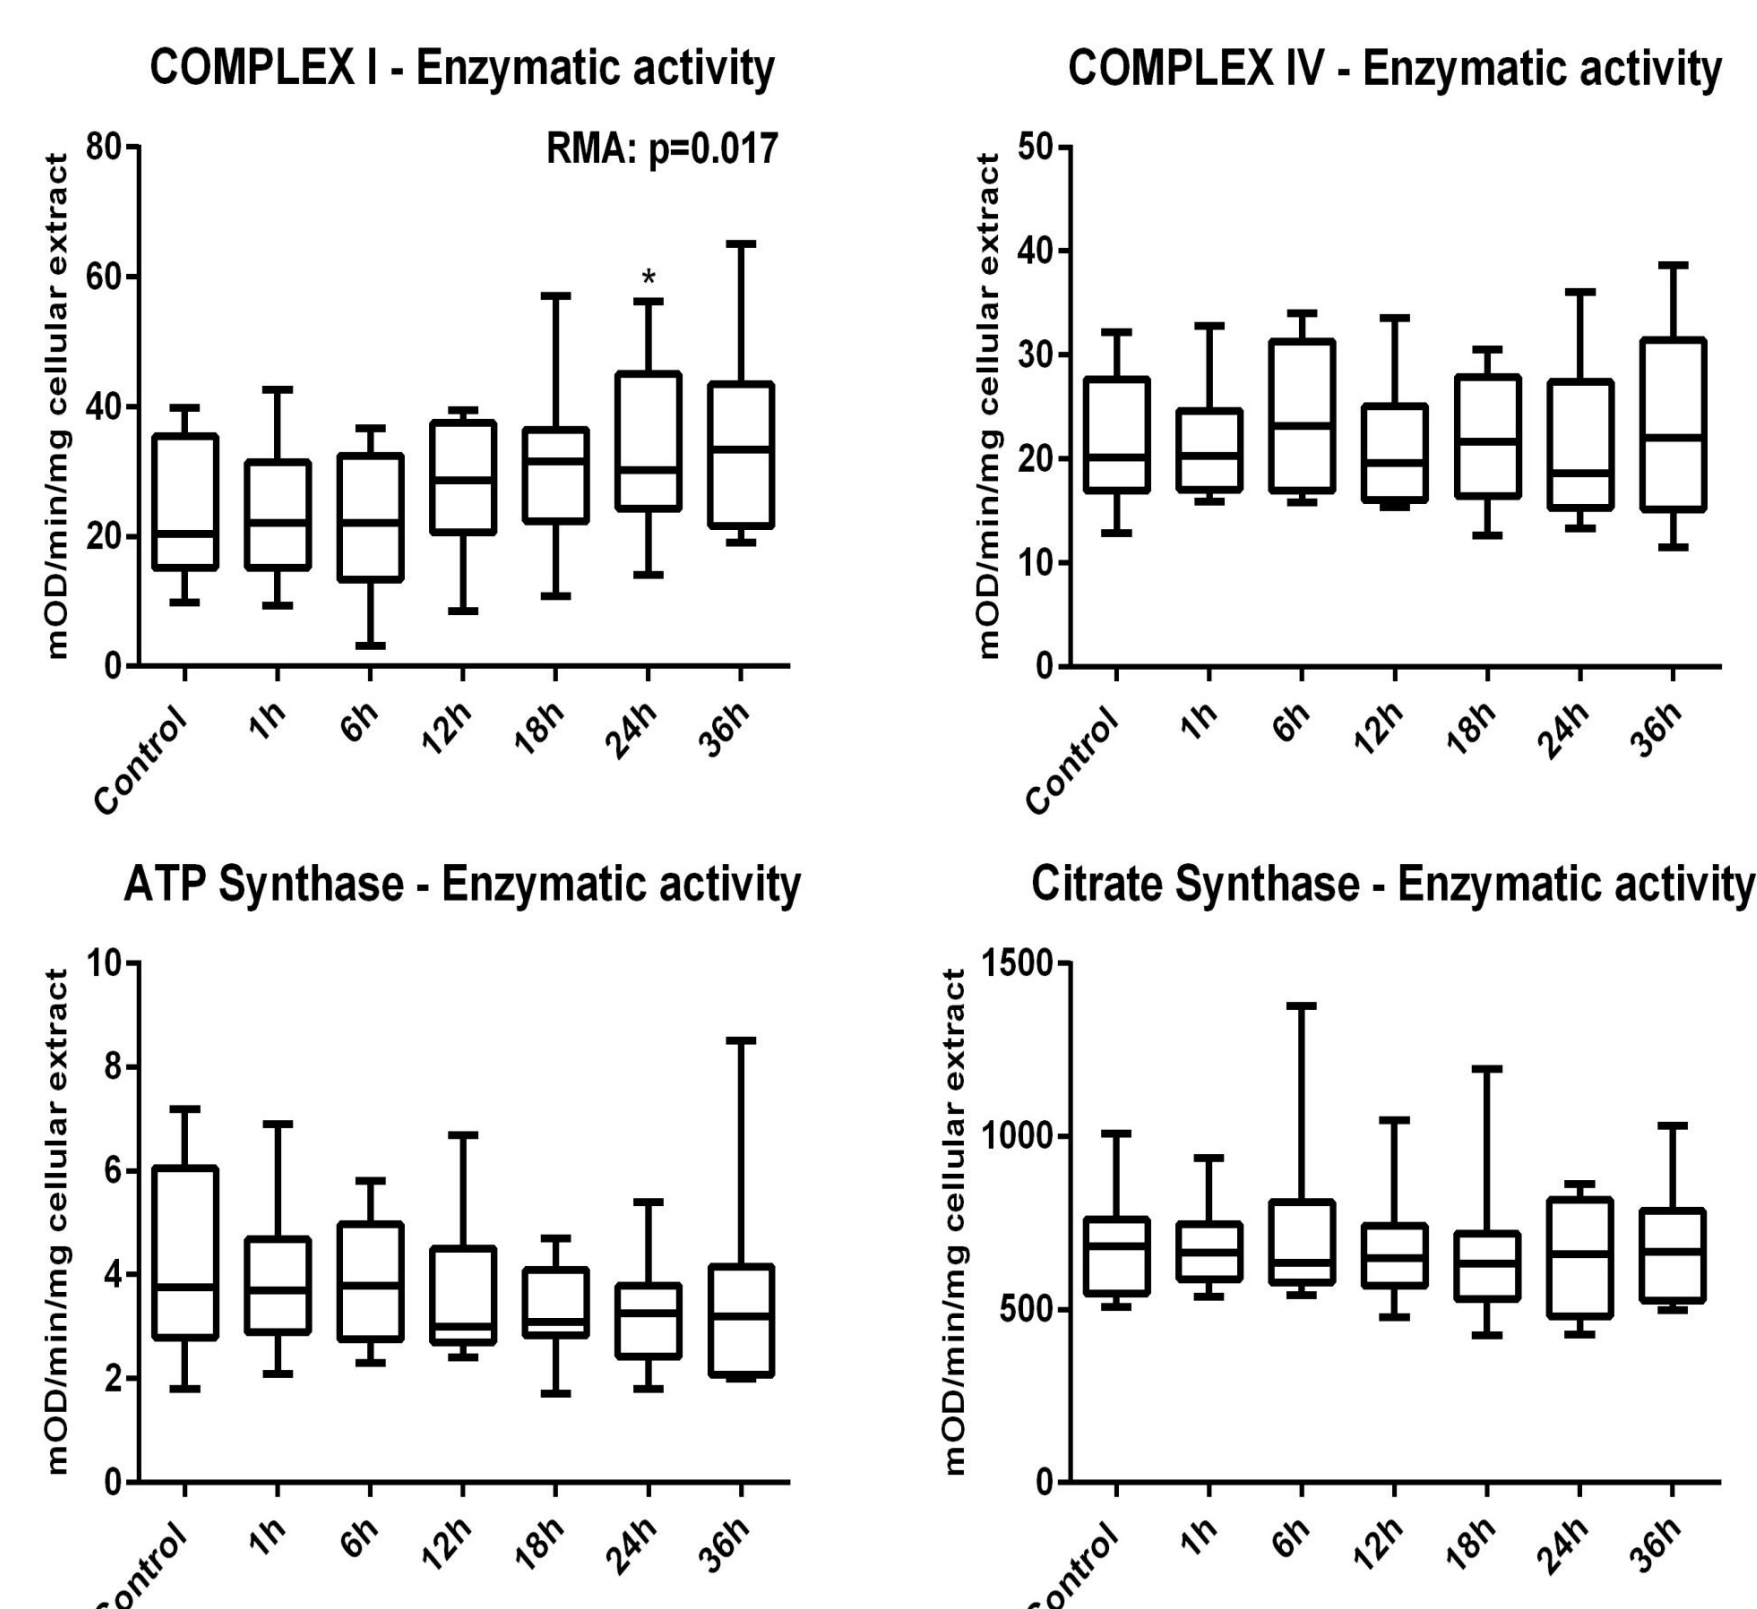 COMPLEX I - Enzymatic activity
RMA: p=0.017
mOD/min/mg cellular extract
80
60
*
40
20
0
Control 1h 6h 12h 18h 24h 36h
COMPLEX IV - Enzymatic activity
mOD/min/mg cellular extract
50
40
30
20
10
0
Control 1h 6h 12h 18h 24h 36h
ATP Synthase - Enzymatic activity
mOD/min/mg cellular extract
10
8
6
4
2
0
ontrol 1h 6h 12h 18h 24h 36h
Citrate Synthase - Enzymatic activity
mOD/min/mg cellular extract
1500
1000
500
0
ontrol 1h 6h 12h 18h 24h 36h